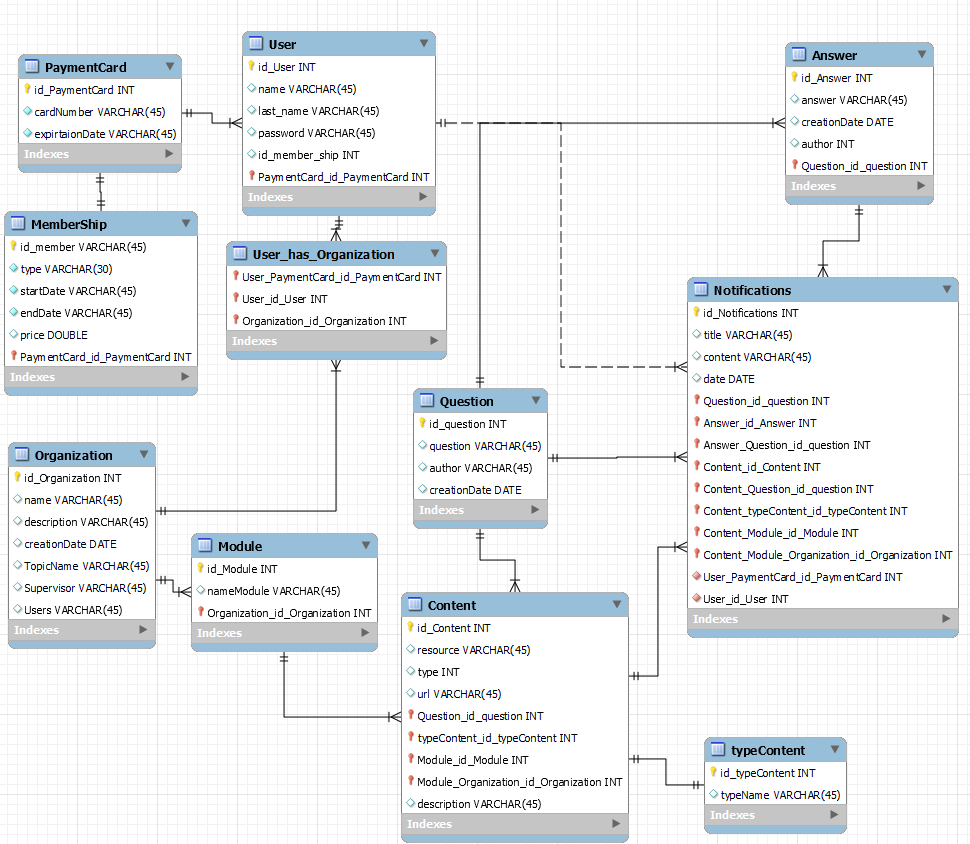 PaymentCard
id_PaymentCard INT
cardNumber VARCHAR(45)
expirtaionDate VARCHAR(45)
Indexes
User
id_User INT
name VARCHAR(45)
last_name VARCHAR(45)
password VARCHAR(45)
id_member_ship INT
PaymentCard_id_PaymentCard INT
Indexes
Answer
id_Answer INT
answer VARCHAR(45)
creationDate DATE
author INT
Question_id_question INT
Indexes
MemberShip
id_member VARCHAR(45)
type VARCHAR(30)
startDate VARCHAR(45)
endDate VARCHAR(45)
price DOUBLE
PaymentCard_id_PaymentCard INT
Indexes
User_has_Organization
User_PaymentCard_id_PaymentCard INT
User_id_User INT
Organization_id_Organization INT
Indexes
Notifications
id_Notifications INT
title VARCHAR(45)
content VARCHAR(45)
date DATE
Question_id_question INT
Answer_id_Answer INT
Answer_Question_id_question INT
Content_id_Content INT
Content_Question_id_question INT
Content_typeContent_id_typeContent INT
Content_Module_id_Module INT
Content_Module_Organization_id_Organization INT
User_PaymentCard_id_PaymentCard INT
User_id_User INT
Indexes
Question
id_question INT
question VARCHAR(45)
author VARCHAR(45)
creationDate DATE
Indexes
Organization
id_Organization INT
name VARCHAR(45)
description VARCHAR(45)
creationDate DATE
TopicName VARCHAR(45)
Supervisor VARCHAR(45)
Users VARCHAR(45)
Indexes
Module
id_Module INT
nameModule VARCHAR(45)
Organization_id_Organization INT
Indexes
Content
id_Content INT
resource VARCHAR(45)
type INT
url VARCHAR(45)
Question_id_question INT
typeContent_id_typeContent INT
Module_id_Module INT
Module_Organization_id_Organization INT
description VARCHAR(45)
Indexes
typeContent
id_typeContent INT
typeName VARCHAR(45)
Indexes